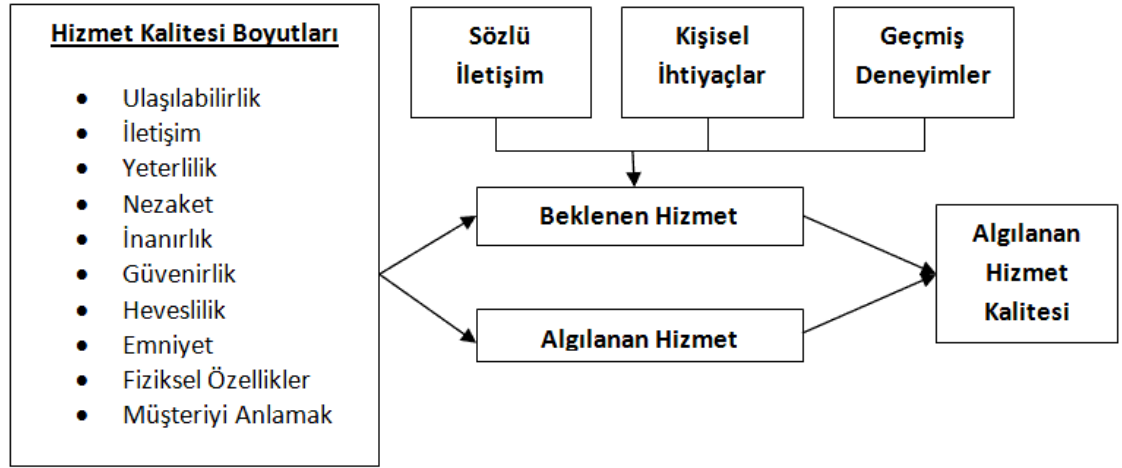 Hizmet Kalitesi Boyutları
• Ulaşılabilirlik
• İletişim
• Yeterlilik
• Nezaket
• İnanırlık
• Güvenirlik
• Heveslilik
• Emniyet
• Fiziksel Özellikler
• Müşteriyi Anlamak
Sözlü
İletişim
Kişisel
İhtiyaçlar
Geçmiş
Deneyimler
Beklenen Hizmet
Algılanan Hizmet
Algılanan
Hizmet
Kalitesi